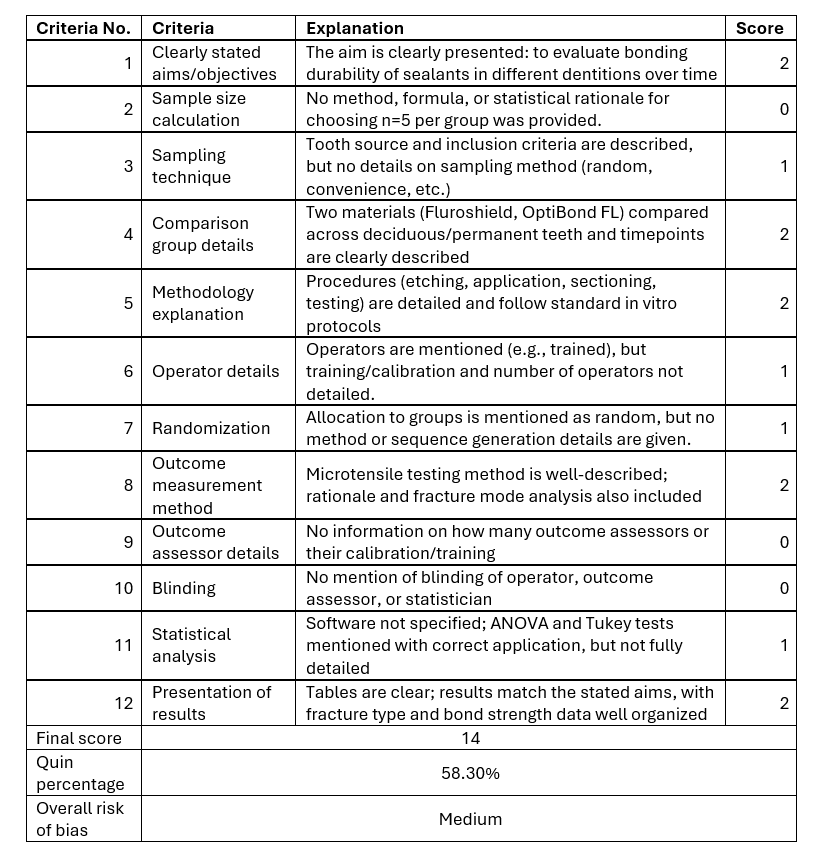 Criteria No. Criteria Explanation Score
1 Clearly stated aims/objectives The aim is clearly presented: to evaluate bonding durability of sealants in different dentitions over time 2
2 Sample size calculation No method, formula, or statistical rationale for choosing n=5 per group was provided. 0
3 Sampling technique Tooth source and inclusion criteria are described, but no details on sampling method (random, convenience, etc.) 1
4 Comparison group details Two materials (Fluroshield, OptiBond FL) compared across deciduous/permanent teeth and timepoints are clearly described 2
5 Methodology explanation Procedures (etching, application, sectioning, testing) are detailed and follow standard in vitro protocols 2
6 Operator details Operators are mentioned (e.g., trained), but training/calibration and number of operators not detailed. 1
7 Randomization Allocation to groups is mentioned as random, but no method or sequence generation details are given. 1
8 Outcome measurement method Microtensile testing method is well-described; rationale and fracture mode analysis also included 2
9 Outcome assessor details No information on how many outcome assessors or their calibration/training 0
10 Blinding No mention of blinding of operator, outcome assessor, or statistician 0
11 Statistical analysis Software not specified; ANOVA and Tukey tests mentioned with correct application, but not fully detailed 1
12 Presentation of results Tables are clear; results match the stated aims, with fracture type and bond strength data well organized 2
Final score 14
Quin percentage 58.30%
Overall risk of bias Medium